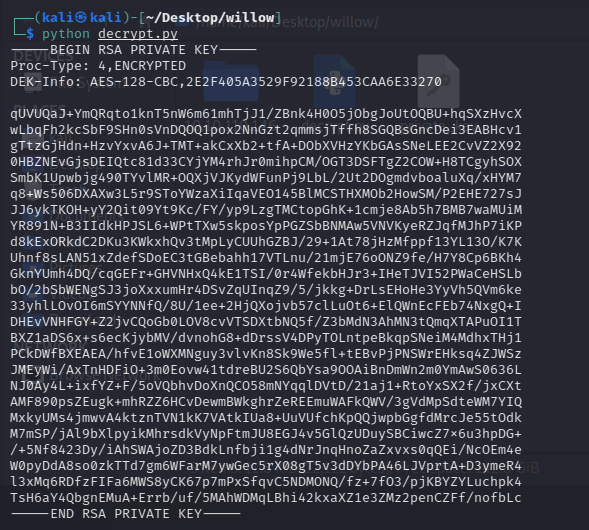 (kali㉿kali)-[~/Desktop/willow]
$ python decrypt.py
—————BEGIN RSA PRIVATE KEY—————
Proc-Type: 4,ENCRYPTED
DEK-Info: AES-128-CBC,2E2F405A3529F92188B453CAA6E33270
qUVUQaJ+YmQRqto1knT5nW6m61mhTjJ1/ZBnk4H0O5jObgJoUtOQBU+hqSXzHvcX
wLbqFh2kcSbF9SHn0sVnDQOQ1pox2NnGzt2qmmsjTffh8SGQBsGncei3EABHcv1
gTtzGjHdn+HzvYxvA6J+TMT+akCxXb2+tfA+DObXVHzYKbGAsSNeLEE2CvVZ2X92
0HBZNEvGjsDEIQtc81d33CYjYM4rhJr0mihpCM/OGT3DSFTgZ2COW+H8TCgyhSOX
SmbK1Upwbjg490TYvlMR+OQXjVJKydWFunPj9LbL/2Ut2DOgmdvboaluXq/xHYM7
q8+Ws506DXAXw3L5r9SToYWzaXiIqaVEO145BlMCSTHXMOb2HowSM/P2EHE727sJ
JJ6ykTKOH+yY2Qit09Yt9Kc/FY/yp9LzgTMCtopGhK+1cmje8Ab5h7BMB7waMUiM
YR891N+B3IIdkHPJSL6+WPtTXw5skposYpPGZSbBNMAw5VNVKyeRZJqfMJhP7iKP
d8kExORkdC2DKu3KWkxhQv3tMpLyCUUhGZBJ/29+1At78jHzMfppf13YL13O/K7K
Uhnf8sLAN51xZdefSDoEC3tGBebahh17VTLnu/21mjE76oONZ9fe/H7Y8Cp6BKh4
GknYUmh4DQ/cqGEFr+GHVNHxQ4kE1TSI/0r4WfekbHJr3+IHeTJVI52PWaCeHSLb
bO/2bSbWENgSJ3joXxxumHr4DSvZqUInqZ9/5/jkkg+DrLsEHoHe3YyVh5QVm6ke
33yhlLOvOI6mSYYNNfQ/8U/1ee+2HjQXojvb57clLuOt6+ElQWnEcFEb74NxgQ+I
DHEvVNHFGY+Z2jvCQoGb0LOV8cvVTSDXtbNQ5f/Z3bMdN3AhMN3tQmqXTAPuOI1T
BXZ1aDSOx+s6ecKjybMV/dvnohG8+dDrssV4DPyTOLntpeBkqpSNeiM4MdhxTHj1
PCkDWfBXEAEA/hfvE1oWXMNguy3vlvKn8Sk9We5fl+tEBvPjPNSWrEHksq4ZJWSz
JMEyWi/AxTnHDFiO+3m0Eovw41tdreBU2S6QbYsa9OOAiBnDmWn2m0YmAwS0636L
NJ0Ay4L+ixfYZ+F/5oVQbhvDoXnQCO58mNYqqlDVtD/21aj1+RtoYxSX2f/jxCXt
AMF890psZEugk+mhRZZ6HCvDewmBWkghrZeREEmuWAFkQWV/3gVdMpSdteWM7YIQ
MxkyUMs4jmwvA4ktznTVN1kK7VAtkIUa8+UuVUfchKpQQjwpbGgfdMrcJe55tOdk
M7mSP/jAl9bXlpyikMhrsdkVyNpFtmJU8EGJ4v5GlQzUDuySBCiwcZ7×6u3hpDG+
/+5Nf8423Dy/iAhSWAjoZD3BdkLnfbji1g4dNrJnqHnoZaZxvxs0qQEi/NcOEm4e
W0pyDdA8so0zkTTd7gm6WFarM7ywGec5rX08gT5v3dDYbPA46LJVprtA+D3ymeR4
l3xMq6RDfzFIFa6MWS8yCK67p7mPxSfqvC5NDMONQ/fz+7fO3/pjKBYZYLuchpk4
TsH6aY4QbgnEMuA+Errb/uf/5MAhWDMqLBhi42kxaXZ1e3ZMz2penCZFf/nofbLc
—————END RSA PRIVATE KEY—————